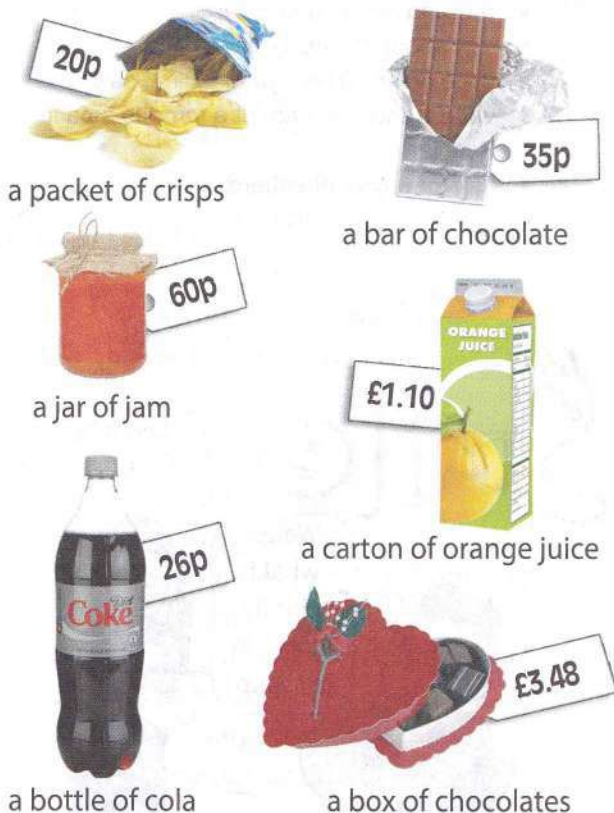 20p
35p
a packet of crisps
a bar of chocolate
60p
ORANGE
JUICE
£1.10
a jar of jam
a carton of orange juice
26p
Diet
Coke
£3.48
a bottle of cola
a box of chocolates